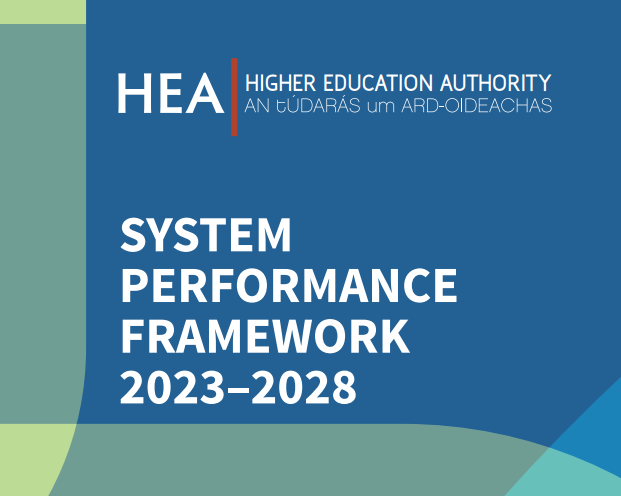 HEA
HIGHER EDUCATION AUTHORITY
AN tÚDARÁS um ARD-OIDEACHAS
SYSTEM
PERFORMANCE
FRAMEWORK
2023–2028